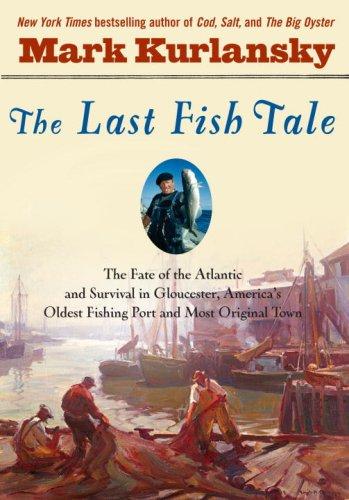 New York Times bestselling author of Cod, Salt, and The Big Oyster
Mark Kurlansky
The Last Fish Tale
The Fate of the Atlantic
and Survival in Gloucester, America's
Oldest Fishing Port and Most Original Town